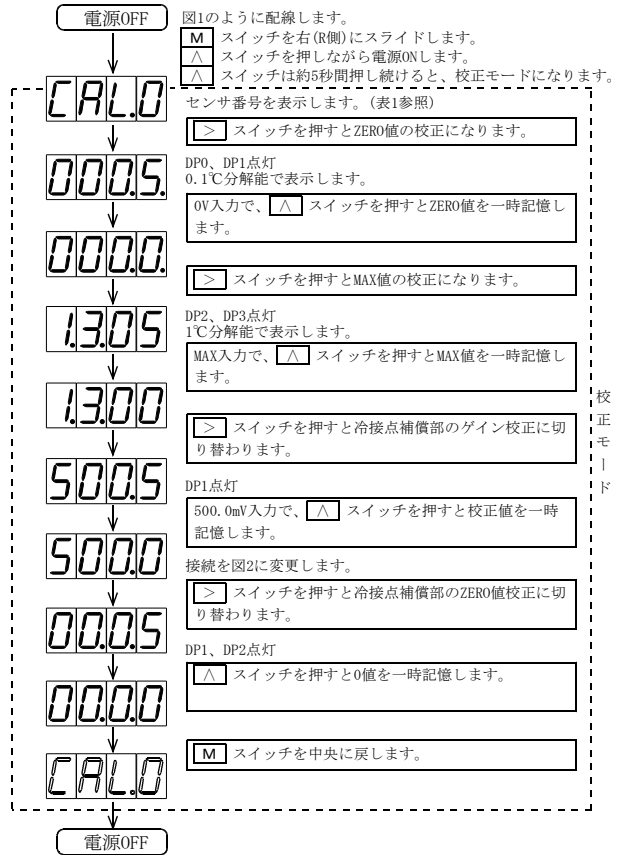 電源OFF
図1のように配線します。
M スイッチを右(R側)にスライドします。
∧ スイッチを押しながら電源ONします。
∧ スイッチは約5秒間押し続けると、校正モードになります。
CAL.0
センサ番号を表示します。(表1参照)
> スイッチを押すとZERO値の校正になります。
000.5.
DP0、DP1点灯
0.1℃分解能で表示します。
0V入力で、 ∧ スイッチを押すとZERO値を一時記憶し
ます。
000.0.
> スイッチを押すとMAX値の校正になります。
1.3.05
DP2、DP3点灯
1℃分解能で表示します。
MAX入力で、 ∧ スイッチを押すとMAX値を一時記憶し
ます。
1.3.00
> スイッチを押すと冷接点補償部のゲイン校正に切
り替わります。
500.5
DP1点灯
500.0mV入力で、 ∧ スイッチを押すと校正値を一時
記憶します。
500.0
接続を図2に変更します。
> スイッチを押すと冷接点補償部のZERO値校正に切
り替わります。
00.0.5
DP1、DP2点灯
∧ スイッチを押すと0値を一時記憶します。
00.0.0
M スイッチを中央に戻します。
CAL.0
電源OFF
校正モード